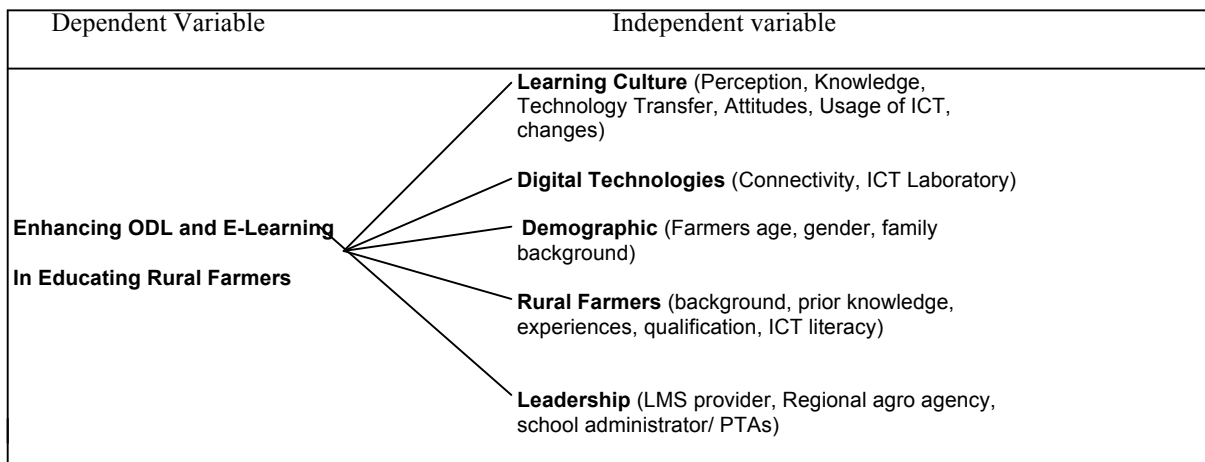 Dependent Variable
Independent variable
Learning Culture (Perception, Knowledge,
Technology Transfer, Attitudes, Usage of ICT,
changes)
Digital Technologies (Connectivity, ICT Laboratory)
Enhancing ODL and E-Learning
In Educating Rural Farmers
Demographic (Farmers age, gender, family
background)
Rural Farmers (background, prior knowledge,
experiences, qualification, ICT literacy)
Leadership (LMS provider, Regional agro agency,
school administrator/ PTAs)